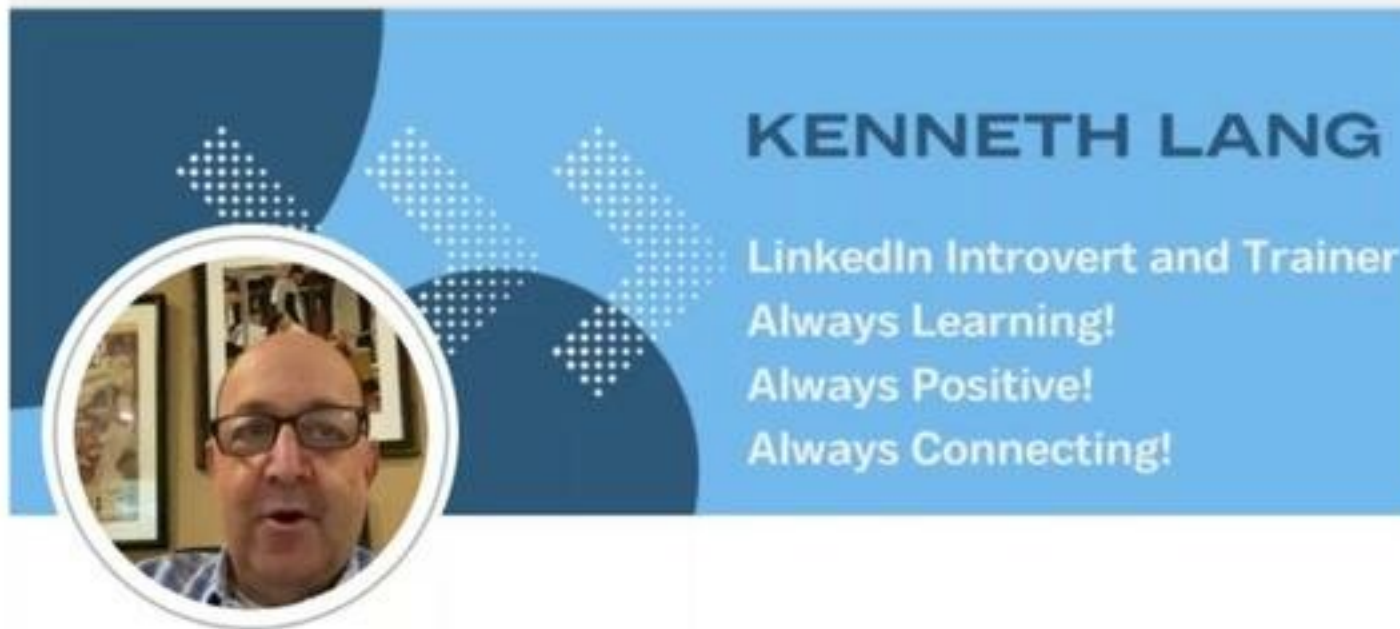 KENNETH LANG
LinkedIn Introvert and Trainer
Always Learning!
Always Positive!
Always Connecting!